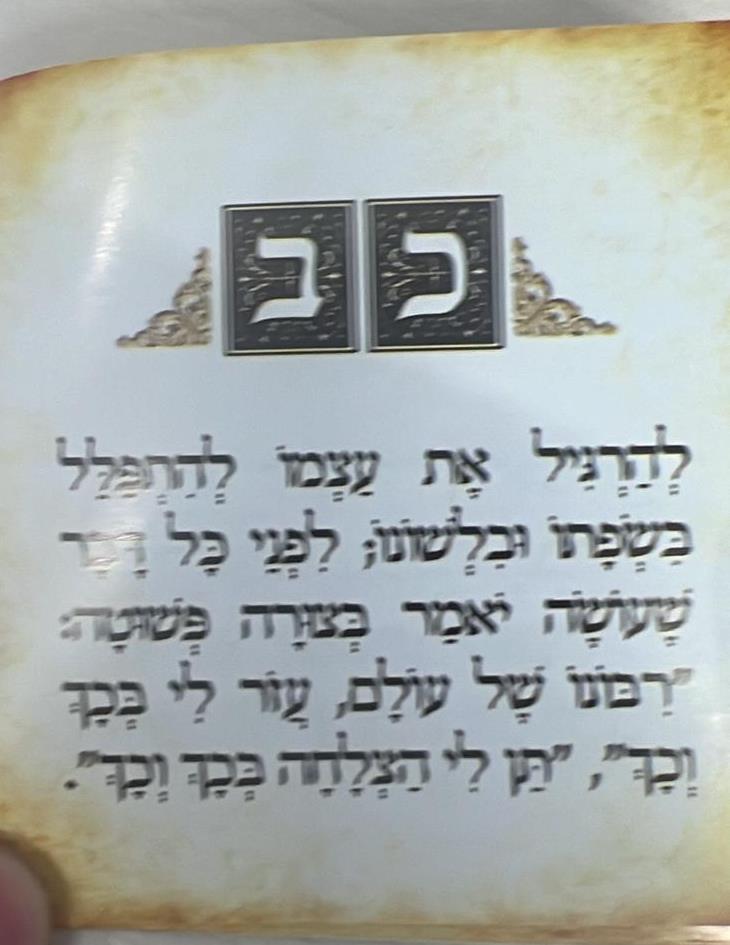 כב
לְהַרְגִּיל אֶת עַצְמוֹ לְהִתְפַּלֵּל
בִּשְׂפָתוֹ וּבִלְשׁוֹנוֹ; לִפְנֵי כָּל דָּבָר
שֶׁעוֹשֶׂה יֹאמַר בְּצוּרָה פְּשׁוּטָה:
"רִבּוֹנוֹ שֶׁל עוֹלָם, עֲזוֹר לִי בְּכָךְ
וְכָךְ", "תֵּן לִי הַצְלָחָה בְּכָךְ וְכָךְ".